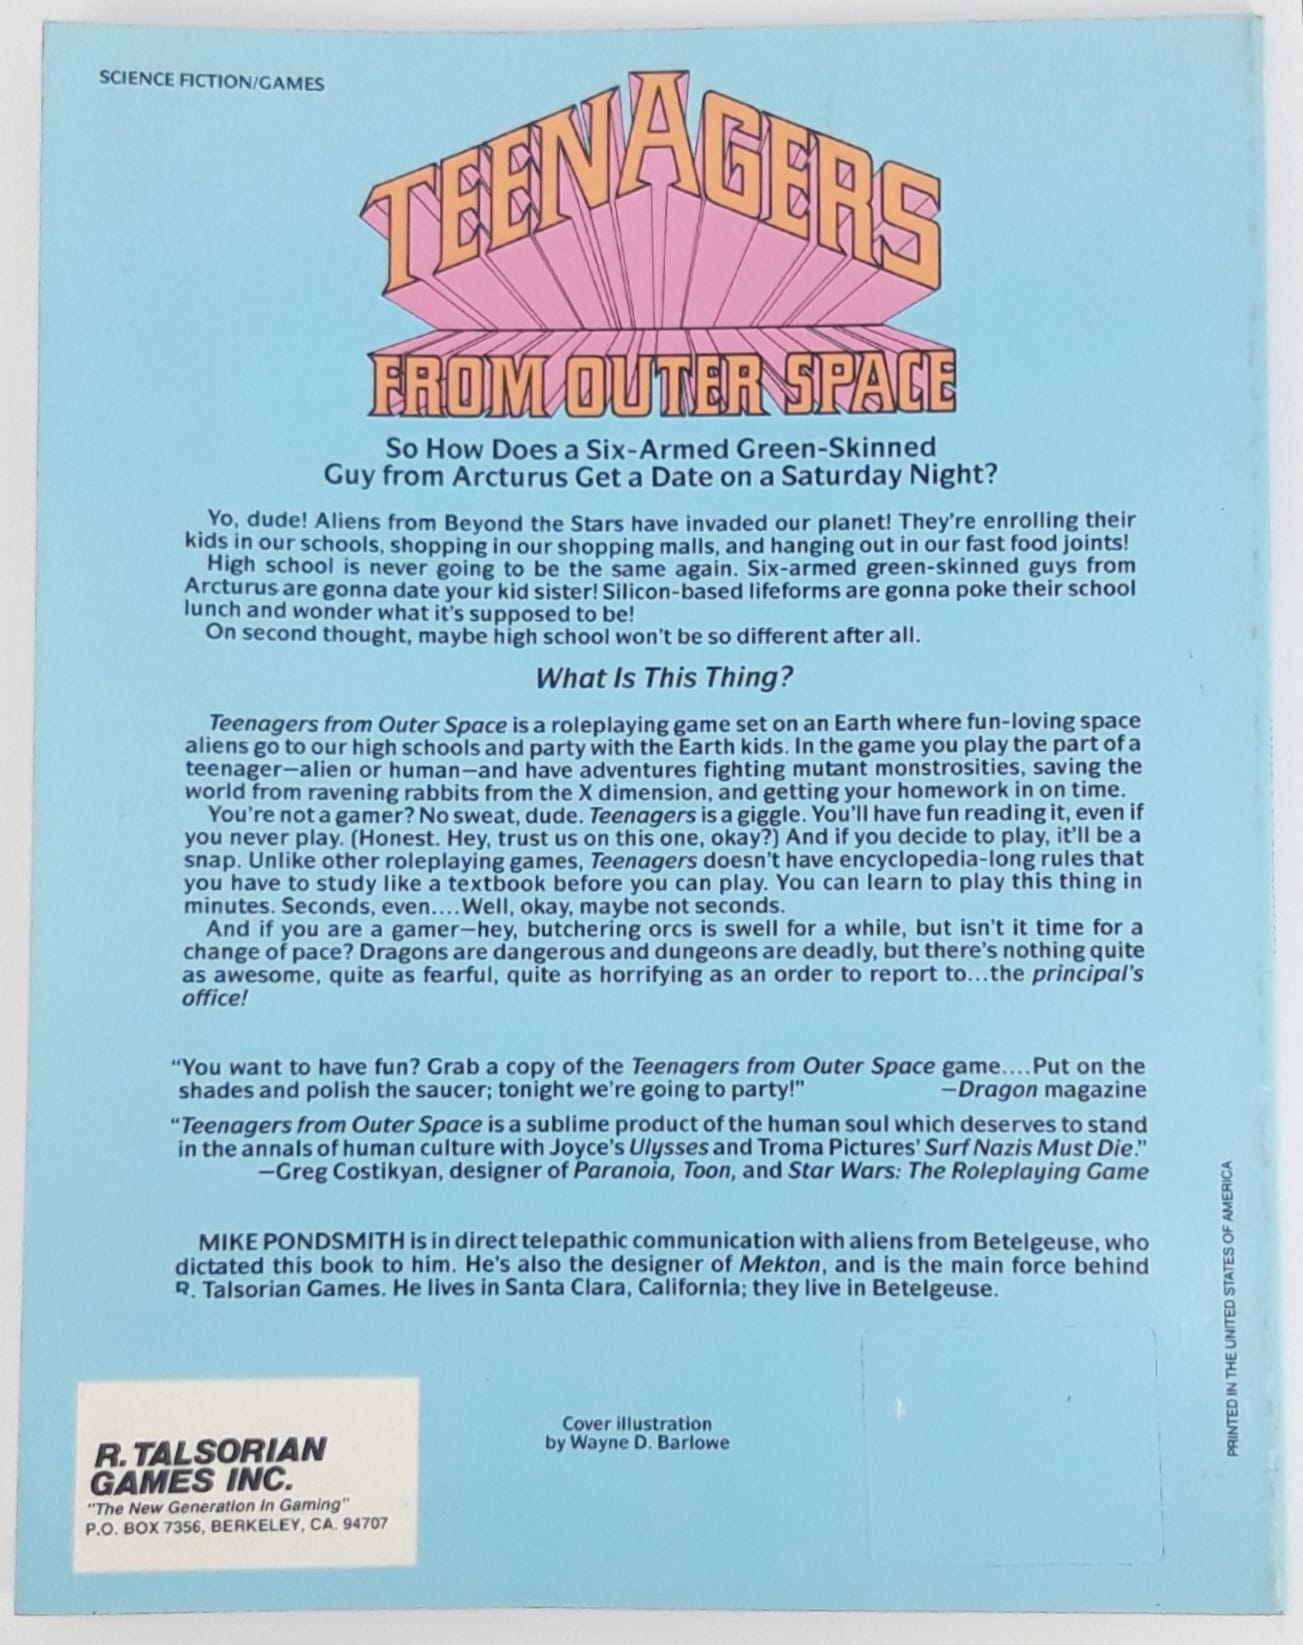 SCIENCE FICTION/GAMES
TEENAGERS
FROM OUTER SPACE
So How Does a Six-Armed Green-Skinned
Guy from Arcturus Get a Date on a Saturday Night?
Yo, dude! Aliens from Beyond the Stars have invaded our planet! They're enrolling their
kids in our schools, shopping in our shopping malls, and hanging out in our fast food joints!
High school is never going to be the same again. Six-armed green-skinned guys from
Arcturus are gonna date your kid sister! Silicon-based lifeforms are gonna poke their school
lunch and wonder what it's supposed to be!
On second thought, maybe high school won't be so different after all.
What Is This Thing?
Teenagers from Outer Space is a roleplaying game set on an Earth where fun-loving space
aliens go to our high schools and party with the Earth kids. In the game you play the part of a
teenager—alien or human—and have adventures fighting mutant monstrosities, saving the
world from ravening rabbits from the X dimension, and getting your homework in on time.
You're not a gamer? No sweat, dude. Teenagers is a giggle. You'll have fun reading it, even if
you never play. (Honest. Hey, trust us on this one, okay?) And if you decide to play, it'll be a
snap. Unlike other roleplaying games, Teenagers doesn't have encyclopedia-long rules that
you have to study like a textbook before you can play. You can learn to play this thing in
minutes. Seconds, even....Well, okay, maybe not seconds.
And if you are a gamer—hey, butchering orcs is swell for a while, but isn't it time for a
change of pace? Dragons are dangerous and dungeons are deadly, but there's nothing quite
as awesome, quite as fearful, quite as horrifying as an order to report to...the principal's
office!
"You want to have fun? Grab a copy of the Teenagers from Outer Space game....Put on the
shades and polish the saucer; tonight we're going to party!" —Dragon magazine
"Teenagers from Outer Space is a sublime product of the human soul which deserves to stand
in the annals of human culture with Joyce's Ulysses and Troma Pictures' Surf Nazis Must Die."
—Greg Costikyan, designer of Paranoia, Toon, and Star Wars: The Roleplaying Game
MIKE PONDSMITH is in direct telepathic communication with aliens from Betelgeuse, who
dictated this book to him. He's also the designer of Mekton, and is the main force behind
R. Talsorian Games. He lives in Santa Clara, California; they live in Betelgeuse.
R. TALSORIAN
GAMES INC.
"The New Generation In Gaming"
P.O. BOX 7356, BERKELEY, CA. 94707
Cover illustration
by Wayne D. Barlowe
PRINTED IN THE UNITED STATES OF AMERICA